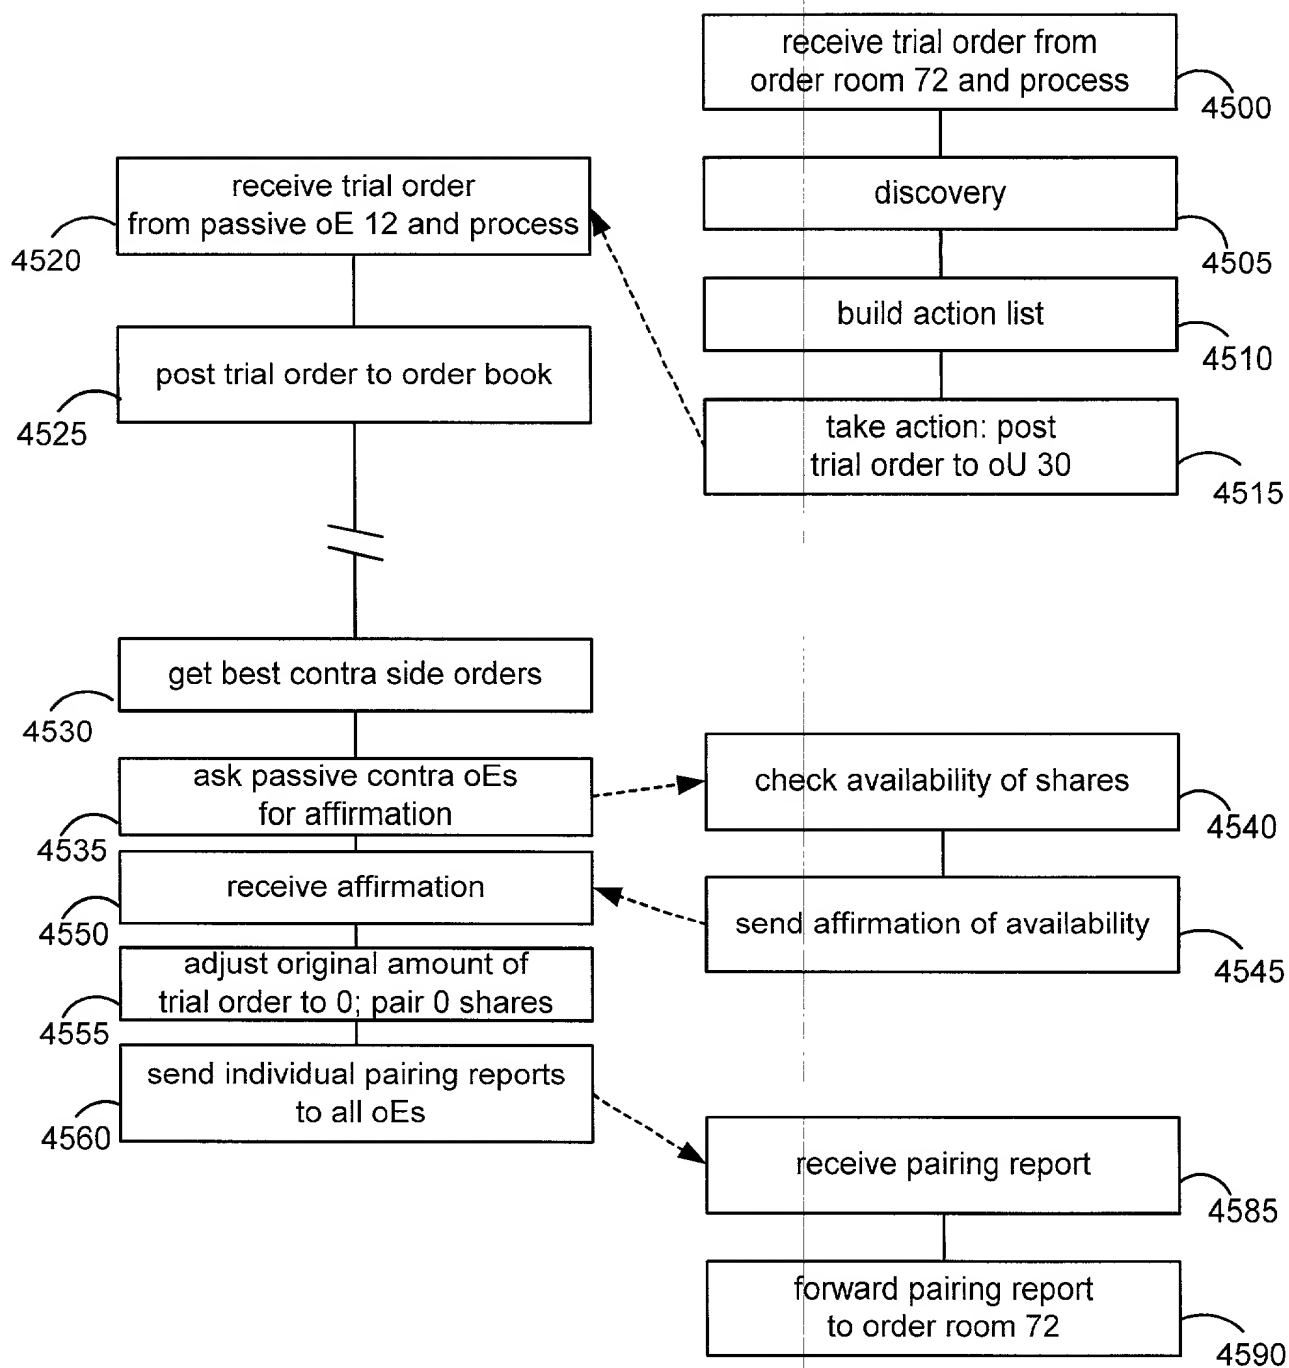 receive trial order from
order room 72 and process
4500
discovery
4505
build action list
4510
take action: post
trial order to oU 30
4515
receive trial order
from passive oE 12 and process
4520
post trial order to order book
4525
get best contra side orders
4530
ask passive contra oEs
for affirmation
4535
check availability of shares
4540
send affirmation of availability
4545
receive affirmation
4550
adjust original amount of
trial order to 0; pair 0 shares
4555
send individual pairing reports
to all oEs
4560
receive pairing report
4585
forward pairing report
to order room 72
4590